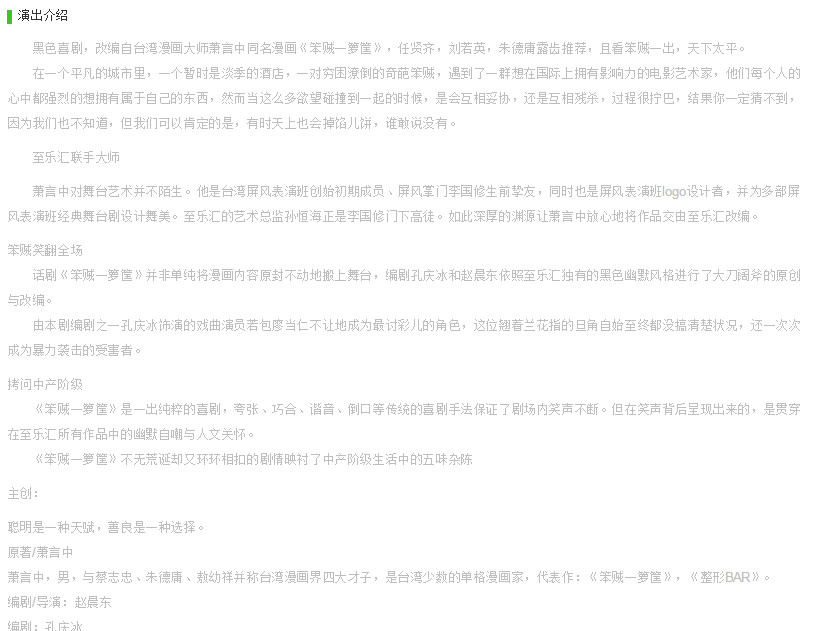 演出介绍
黑色喜剧，改编自台湾漫画大师萧言中同名漫画《笨贼一箩筐》，任贤齐，刘若英，朱德庸露齿推荐，且看笨贼一出，天下太平。
在一个平凡的城市里，一个暂时是淡季的酒店，一对穷困潦倒的奇葩笨贼，遇到了一群想在国际上拥有影响力的电影艺术家，他们每个人的
心中都强烈的想拥有属于自己的东西，然而当这么多欲望碰撞到一起的时候，是会互相妥协，还是互相残杀，过程很拧巴，结果你一定猜不到，
因为我们也不知道，但我们可以肯定的是，有时天上也会掉馅儿饼，谁敢说没有。
至乐汇联手大师
萧言中对舞台艺术并不陌生。他是台湾屏风表演班创始初期成员、屏风掌门李国修生前挚友，同时也是屏风表演班logo设计者，并为多部屏
风表演班经典舞台剧设计舞美。至乐汇的艺术总监孙恒海正是李国修门下高徒。如此深厚的渊源让萧言中放心地将作品交由至乐汇改编。
笨贼笑翻全场
话剧《笨贼一箩筐》并非单纯将漫画内容原封不动地搬上舞台，编剧孔庆冰和赵晨东依照至乐汇独有的黑色幽默风格进行了大刀阔斧的原创
与改编。
由本剧编剧之一孔庆冰饰演的戏曲演员若包廖当仁不让地成为最讨彩儿的角色，这位翘着兰花指的旦角自始至终都没搞清楚状况，还一次次
成为暴力袭击的受害者。
拷问中产阶级
《笨贼一箩筐》是一出纯粹的喜剧，夸张、巧合、谐音、倒口等传统的喜剧手法保证了剧场内笑声不断。但在笑声背后呈现出来的，是贯穿
在至乐汇所有作品中的幽默自嘲与人文关怀。
《笨贼一箩筐》不无荒诞却又环环相扣的剧情映衬了中产阶级生活中的五味杂陈
主创：
聪明是一种天赋，善良是一种选择。
原著/萧言中
萧言中，男，与蔡志忠、朱德庸、敖幼祥并称台湾漫画界四大才子，是台湾少数的单格漫画家，代表作：《笨贼一箩筐》，《整形BAR》。
编剧/导演：赵晨东
编剧：孔庆冰